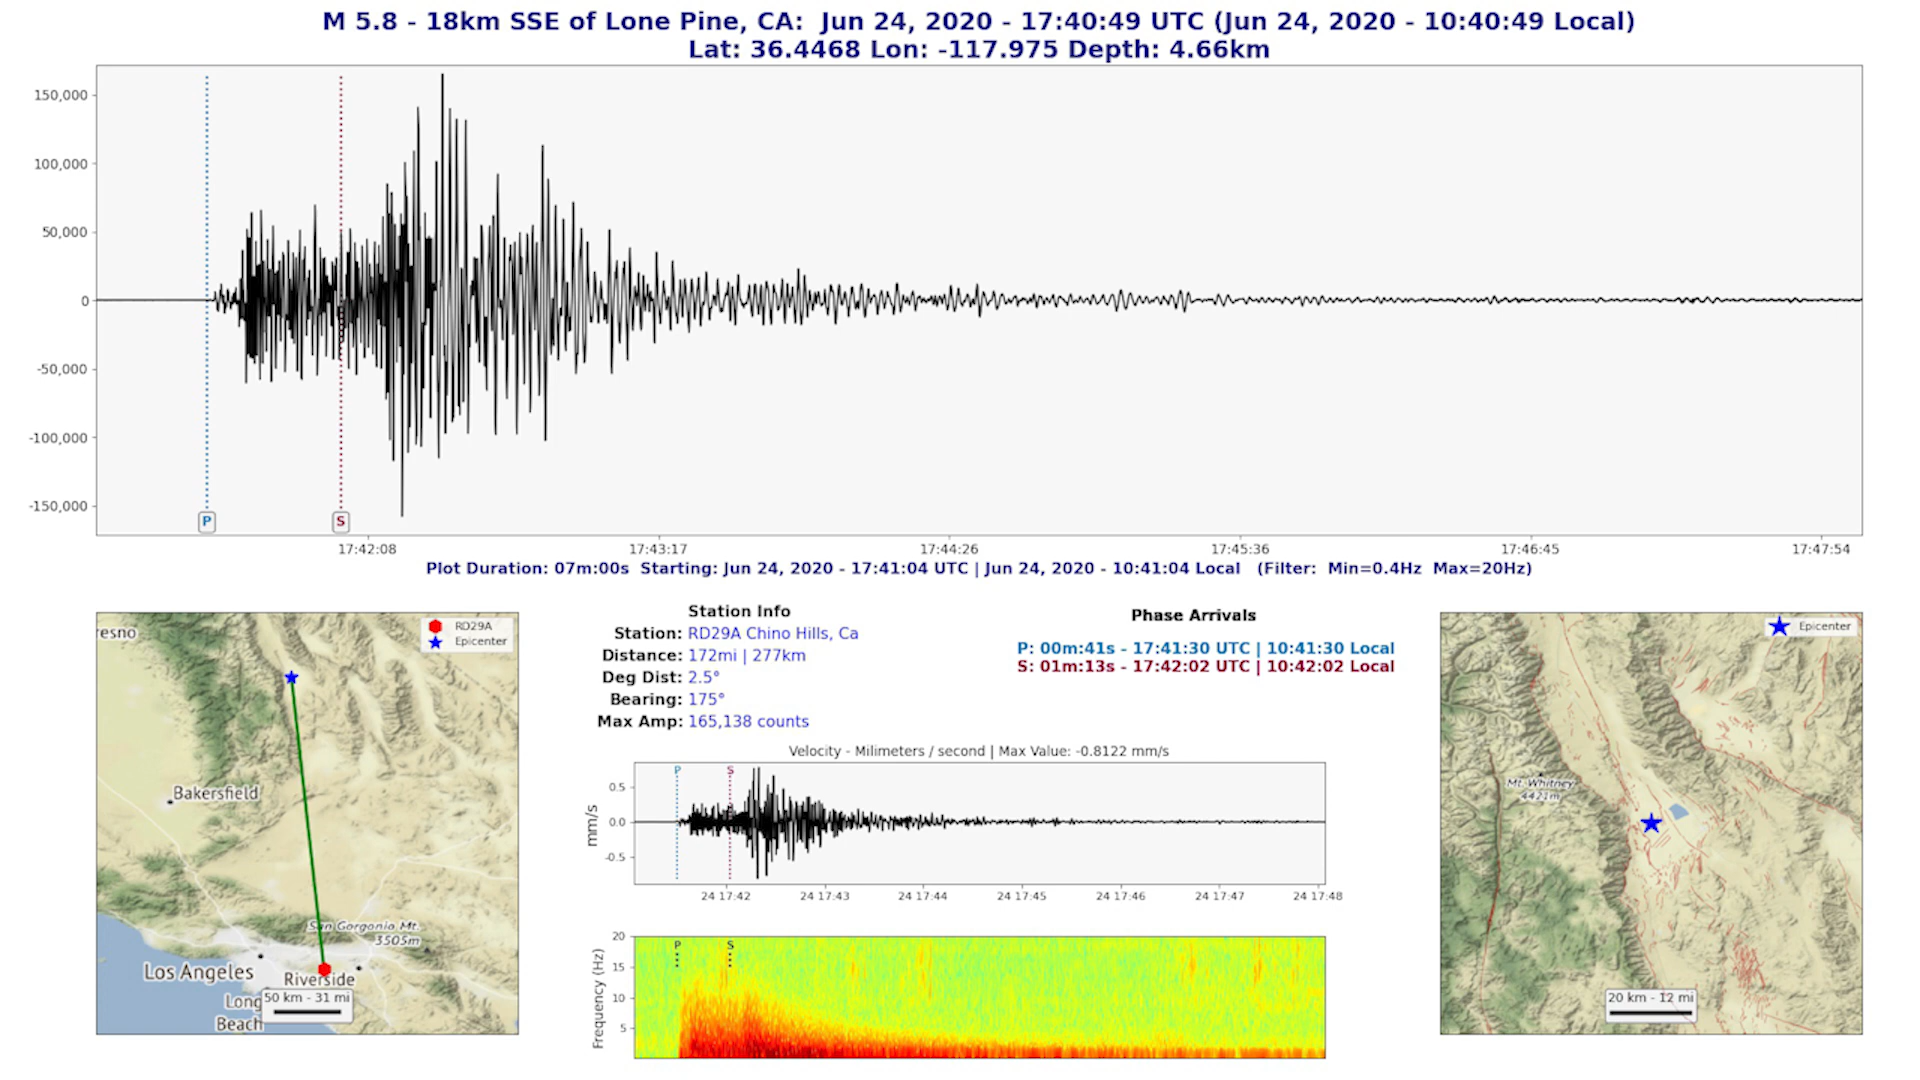 M 5.8 - 18km SSE of Lone Pine, CA: Jun 24, 2020 - 17:40:49 UTC (Jun 24, 2020 - 10:40:49 Local)
Lat: 36.4468 Lon: -117.975 Depth: 4.66km
150,000
100,000
50,000
0
-50,000
-100,000
-150,000
P
S
17:42:08
17:43:17
17:44:26
17:45:36
17:46:45
17:47:54
Plot Duration: 07m:00s Starting: Jun 24, 2020 - 17:41:04 UTC | Jun 24, 2020 - 10:41:04 Local (Filter: Min=0.4Hz Max=20Hz)
resno
RD29A
Epicenter
Bakersfield
San Gorgonio Mt.
3505m
Los Angeles
Riverside
Long
Beach
50 km - 31 mi
Station Info
Station: RD29A Chino Hills, Ca
Distance: 172mi | 277km
Deg Dist: 2.5°
Bearing: 175°
Max Amp: 165,138 counts
Phase Arrivals
P: 00m:41s - 17:41:30 UTC | 10:41:30 Local
S: 01m:13s - 17:42:02 UTC | 10:42:02 Local
Velocity - Milimeters / second | Max Value: -0.8122 mm/s
mm/s
0.5
0.0
-0.5
P
S
24 17:42
24 17:43
24 17:44
24 17:45
24 17:46
24 17:47
24 17:48
Frequency (Hz)
20
15
10
5
P
S
Epicenter
Mt. Whitney
4421m
20 km - 12 mi